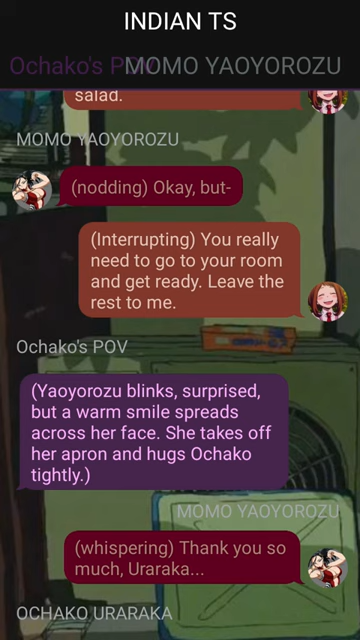 INDIAN TS
Ochako's POV
MOMO YAOYOROZU
salad.
MOMO YAOYOROZU
(nodding) Okay, but-
(Interrupting) You really
need to go to your room
and get ready. Leave the
rest to me.
Ochako's POV
(Yaoyorozu blinks, surprised,
but a warm smile spreads
across her face. She takes off
her apron and hugs Ochako
tightly.)
MOMO YAOYOROZU
(whispering) Thank you so
much, Uraraka...
OCHAKO URARAKA